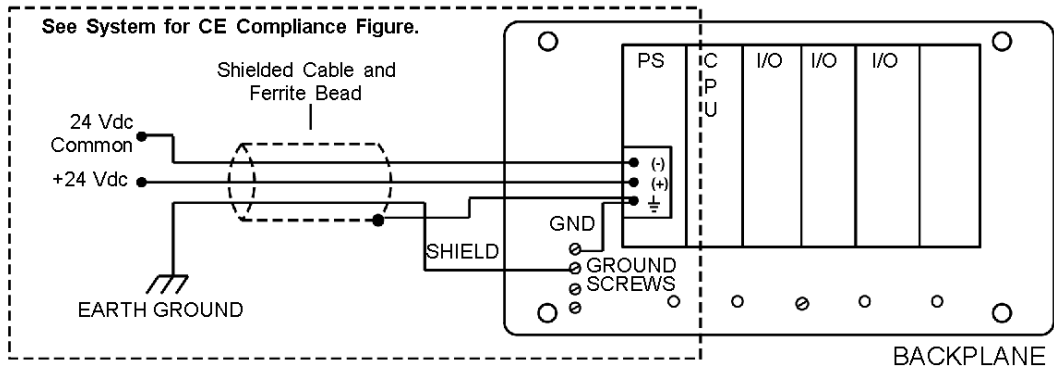 See System for CE Compliance Figure.
Shielded Cable and
Ferrite Bead
24 Vdc
Common
+24 Vdc
SHIELD
EARTH GROUND
GND
GROUND
SCREWS
PS
C
P
U
I/O
I/O
I/O
(-)
(+)
BACKPLANE